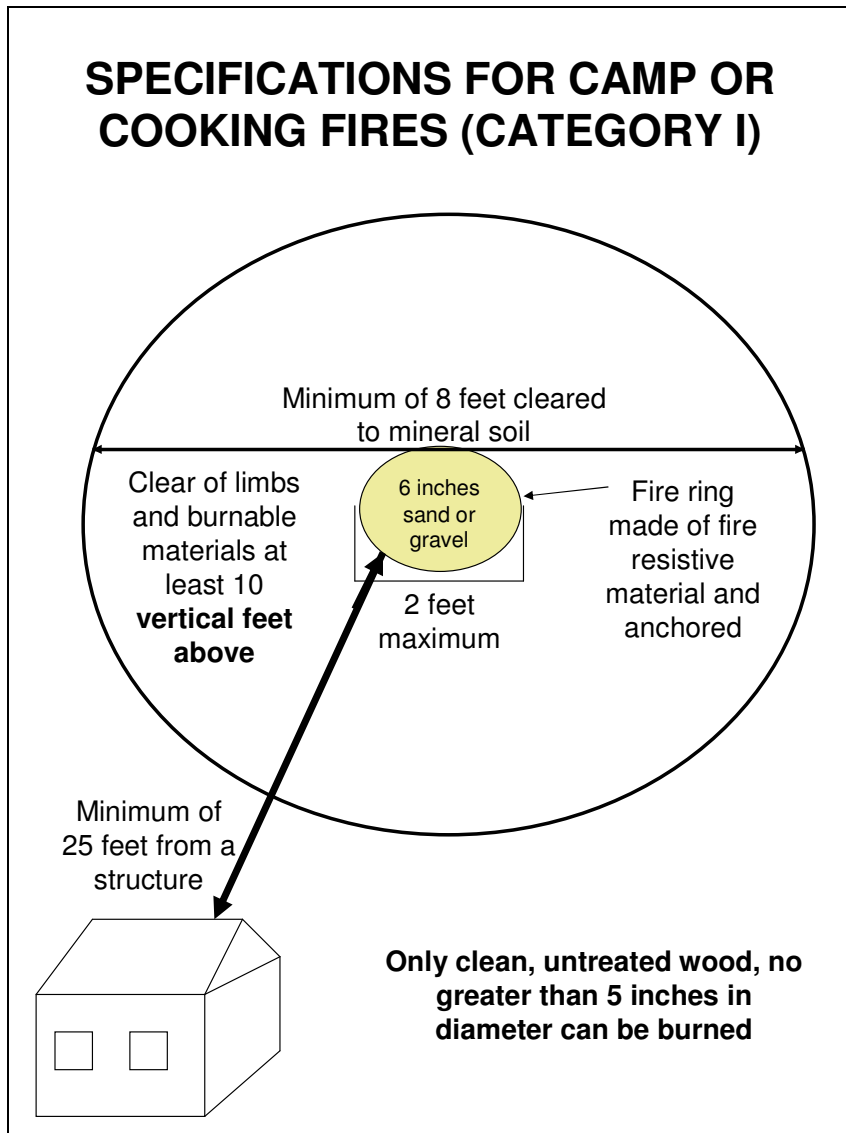 SPECIFICATIONS FOR CAMP OR
COOKING FIRES (CATEGORY I)
Minimum of 8 feet cleared
to mineral soil
Clear of limbs
and burnable
materials at
least 10
vertical feet
above
6 inches
sand or
gravel
2 feet
maximum
Fire ring
made of fire
resistive
material and
anchored
Minimum of
25 feet from a
structure
Only clean, untreated wood, no
greater than 5 inches in
diameter can be burned